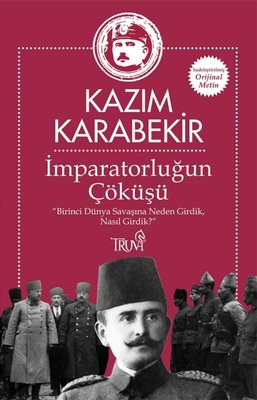 Sadeleştirilmiş
Orijinal
Metin
KAZIM
KARABEKİR
İmparatorluğun
Çöküşü
“Birinci Dünya Savaşına Neden Girdik,
Nasıl Girdik?”
TRUVA